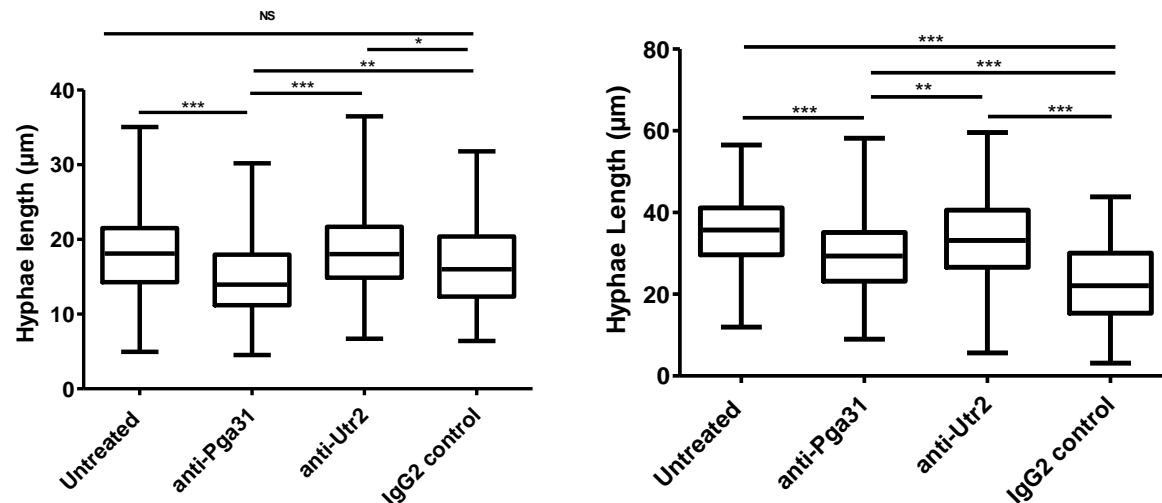 NS
*
**
***
***
40
30
20
10
0
Hyphae length (µm)
Untreated
anti-Pga31
anti-Utr2
IgG2 control
***
***
**
***
***
80
60
40
20
0
Hyphae Length (µm)
Untreated
anti-Pga31
anti-Utr2
IgG2 control